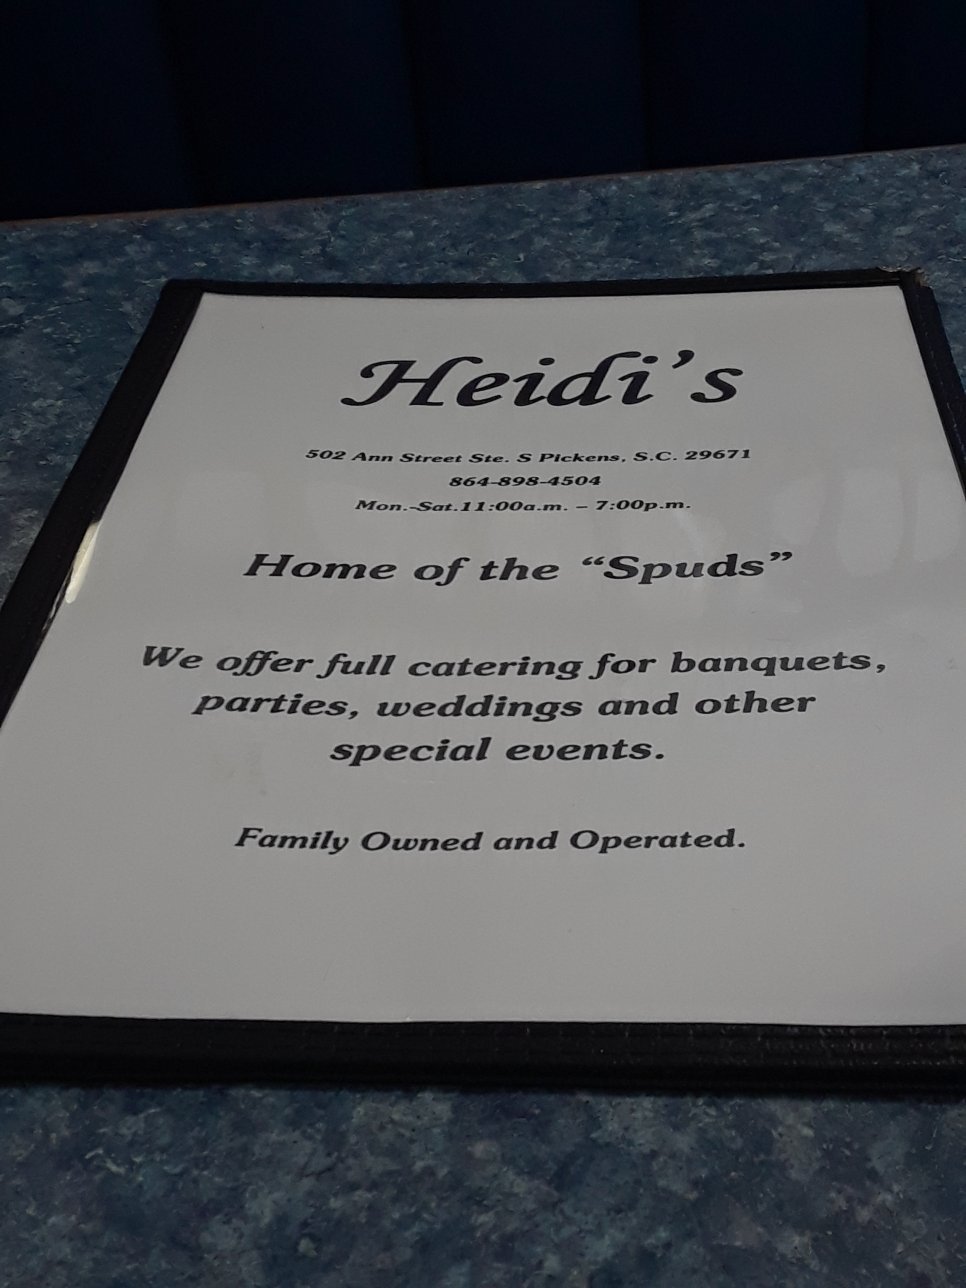 Heidi's
502 Ann Street Ste. S Pickens, S.C. 29671
864-898-4504
Mon.-Sat.11:00a.m. – 7:00p.m.
Home of the “Spuds”
We offer full catering for banquets,
parties, weddings and other
special events.
Family Owned and Operated.